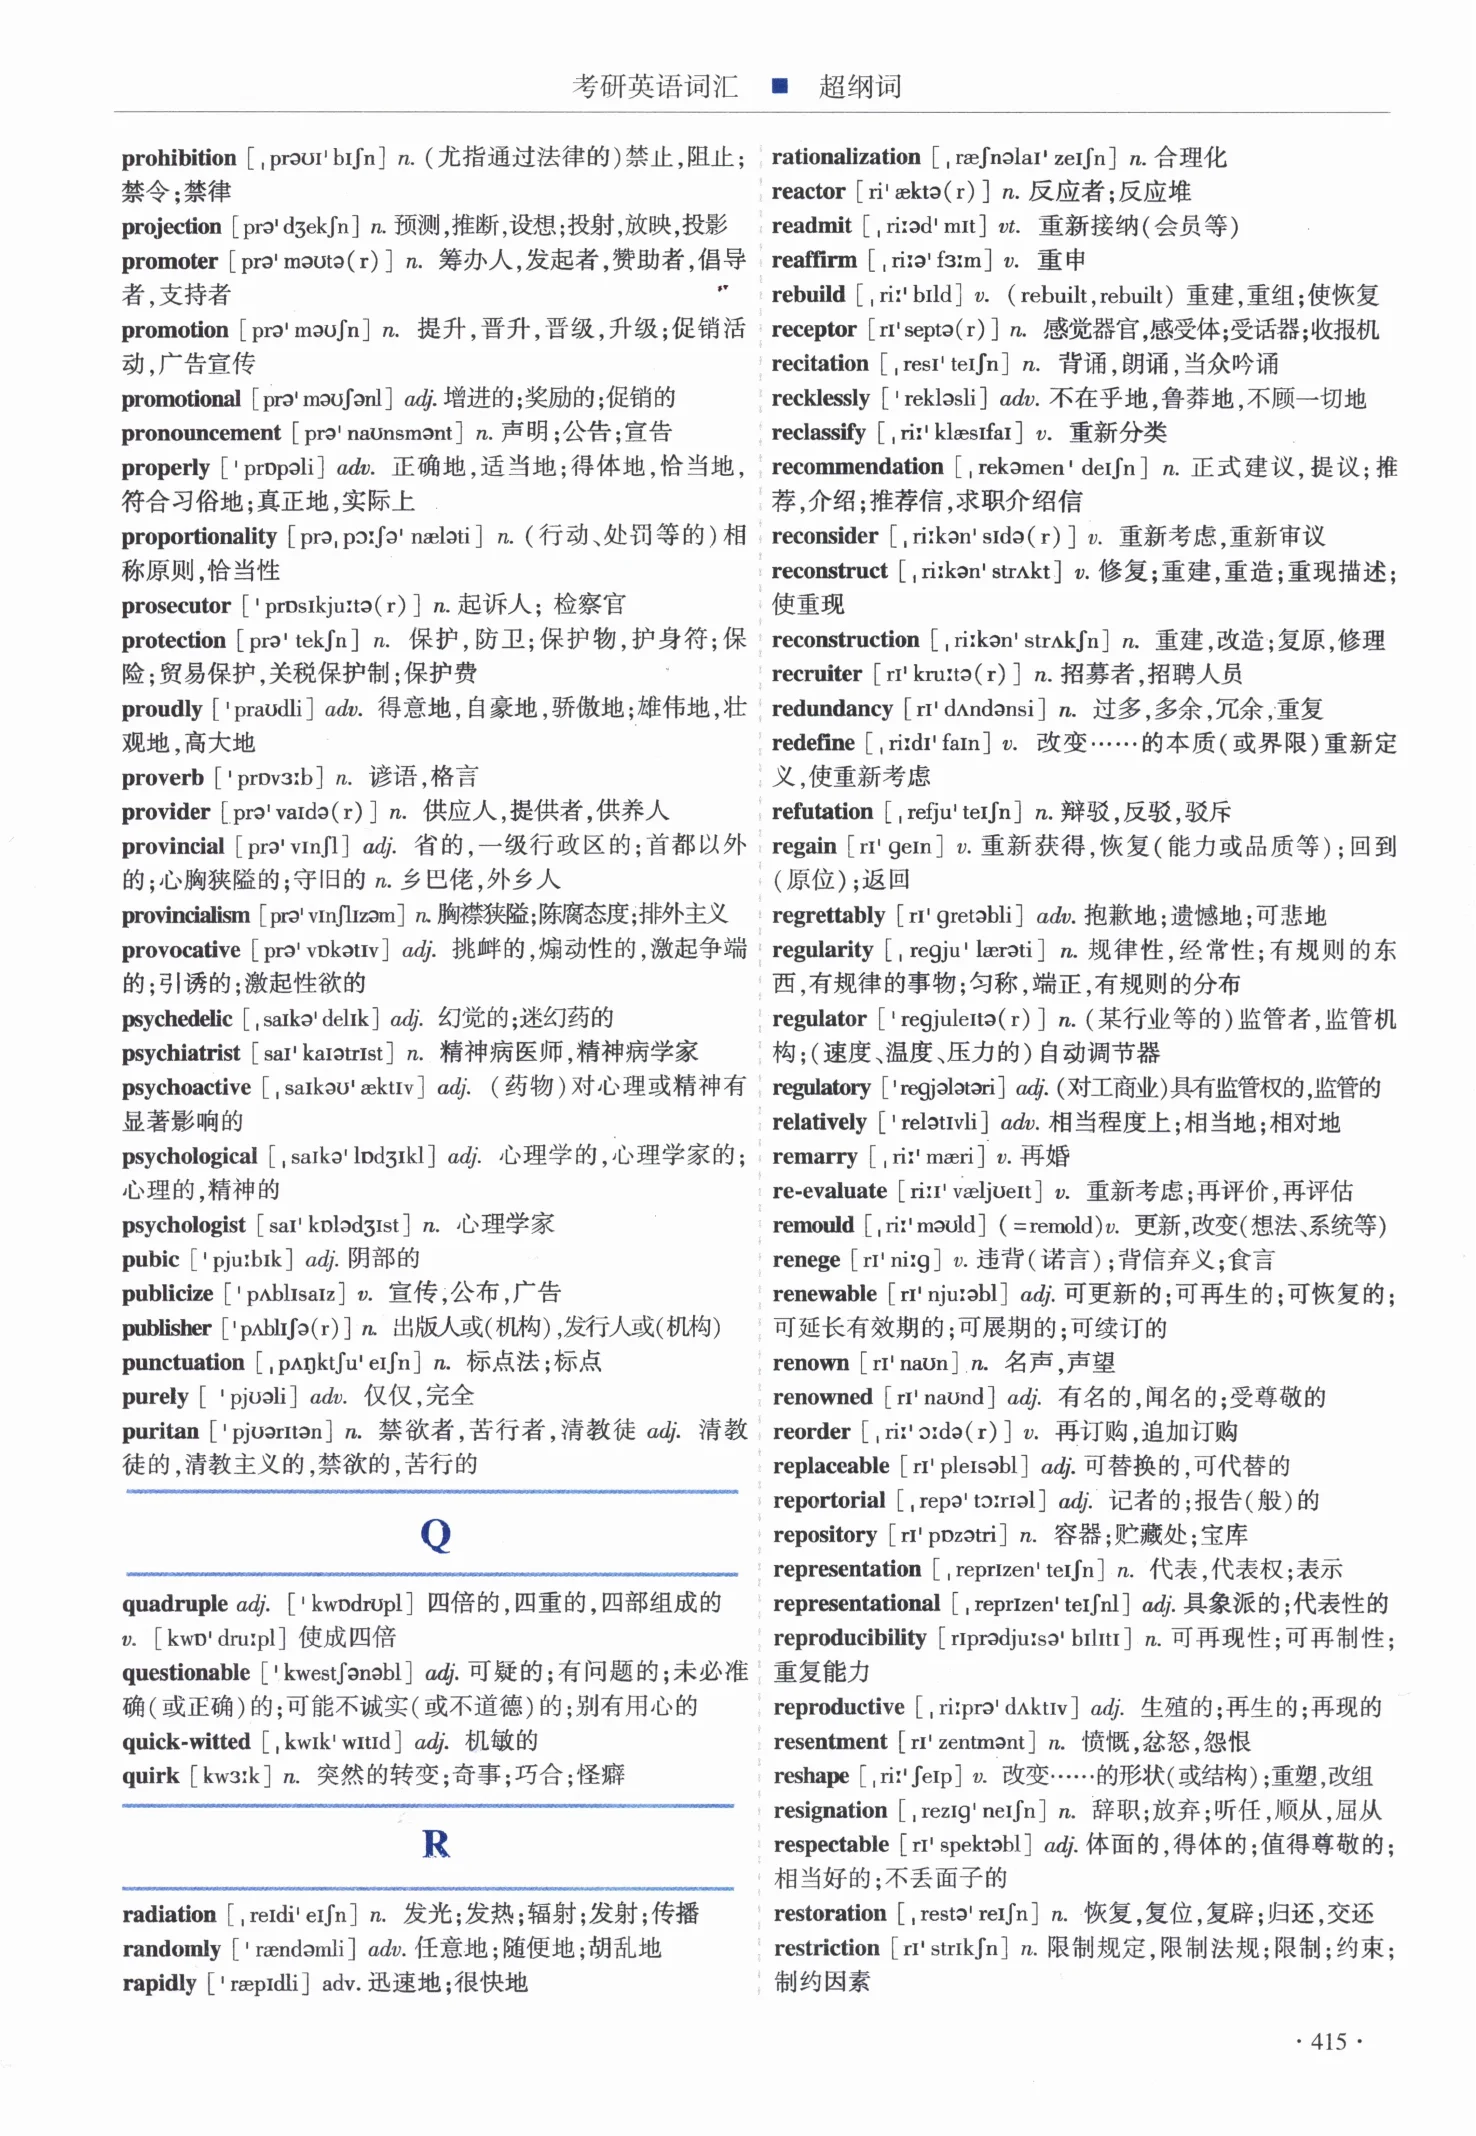 考研英语词汇 ■ 超纲词
prohibition [ˌprəʊɪˈbɪʃn] n. (尤指通过法律的)禁止,阻止;
禁令;禁律
projection [prəˈdʒekʃn] n. 预测,推断,设想;投射,放映,投影
promoter [prəˈməʊtə(r)] n. 筹办人,发起者,赞助者,倡导
者,支持者
promotion [prəˈməʊʃn] n. 提升,晋升,晋级,升级;促销活
动,广告宣传
promotional [prəˈməʊʃənl] adj. 增进的;奖励的;促销的
pronouncement [prəˈnaʊnsmənt] n. 声明;公告;宣告
properly [ˈprɒpəli] adv. 正确地,适当地;得体地,恰当地,
符合习俗地;真正地,实际上
proportionality [prəˌpɔːʃəˈnæləti] n. (行动、处罚等的)相
称原则,恰当性
prosecutor [ˈprɒsɪkjuːtə(r)] n. 起诉人; 检察官
protection [prəˈtekʃn] n. 保护,防卫;保护物,护身符;保
险;贸易保护,关税保护制;保护费
proudly [ˈpraʊdli] adv. 得意地,自豪地,骄傲地;雄伟地,壮
观地,高大地
proverb [ˈprɒvɜːb] n. 谚语,格言
provider [prəˈvaɪdə(r)] n. 供应人,提供者,供养人
provincial [prəˈvɪnʃl] adj. 省的,一级行政区的;首都以外
的;心胸狭隘的;守旧的 n. 乡巴佬,外乡人
provincialism [prəˈvɪnʃlɪzəm] n. 胸襟狭隘;陈腐态度;排外主义
provocative [prəˈvɒkətɪv] adj. 挑衅的,煽动性的,激起争端
的;引诱的;激起性欲的
psychedelic [ˌsaɪkəˈdelɪk] adj. 幻觉的;迷幻药的
psychiatrist [saɪˈkaɪətrɪst] n. 精神病医师,精神病学家
psychoactive [ˌsaɪkəʊˈæktɪv] adj. (药物)对心理或精神有
显著影响的
psychological [ˌsaɪkəˈlɒdʒɪkl] adj. 心理学的,心理学家的;
心理的,精神的
psychologist [saɪˈkɒlədʒɪst] n. 心理学家
pubic [ˈpjuːbɪk] adj. 阴部的
publicize [ˈpʌblɪsaɪz] v. 宣传,公布,广告
publisher [ˈpʌblɪʃə(r)] n. 出版人或(机构),发行人或(机构)
punctuation [ˌpʌŋktʃuˈeɪʃn] n. 标点法;标点
purely [ˈpjʊəli] adv. 仅仅,完全
puritan [ˈpjʊərɪtən] n. 禁欲者,苦行者,清教徒 adj. 清教
徒的,清教主义的,禁欲的,苦行的
Q
quadruple adj. [ˈkwɒdrʊpl] 四倍的,四重的,四部组成的
v. [kwɒˈdruːpl] 使成四倍
questionable [ˈkwestʃənəbl] adj. 可疑的;有问题的;未必准
确(或正确)的;可能不诚实(或不道德)的;别有用心的
quick-witted [ˌkwɪkˈwɪtɪd] adj. 机敏的
quirk [kwɜːk] n. 突然的转变;奇事;巧合;怪癖
R
radiation [ˌreɪdiˈeɪʃn] n. 发光;发热;辐射;发射;传播
randomly [ˈrændəmli] adv. 任意地;随便地;胡乱地
rapidly [ˈræpɪdli] adv. 迅速地;很快地
rationalization [ˌræʃnəlaɪˈzeɪʃn] n. 合理化
reactor [riˈæktə(r)] n. 反应者;反应堆
readmit [ˌriːədˈmɪt] vt. 重新接纳(会员等)
reaffirm [ˌriːəˈfɜːm] v. 重申
rebuild [ˌriːˈbɪld] v. (rebuilt,rebuilt) 重建,重组;使恢复
receptor [rɪˈseptə(r)] n. 感觉器官,感受体;受话器;收报机
recitation [ˌresɪˈteɪʃn] n. 背诵,朗诵,当众吟诵
recklessly [ˈrekləsli] adv. 不在乎地,鲁莽地,不顾一切地
reclassify [ˌriːˈklæsɪfaɪ] v. 重新分类
recommendation [ˌrekəmenˈdeɪʃn] n. 正式建议,提议;推
荐,介绍;推荐信,求职介绍信
reconsider [ˌriːkənˈsɪdə(r)] v. 重新考虑,重新审议
reconstruct [ˌriːkənˈstrʌkt] v. 修复;重建,重造;重现描述;
使重现
reconstruction [ˌriːkənˈstrʌkʃn] n. 重建,改造;复原,修理
recruiter [rɪˈkruːtə(r)] n. 招募者,招聘人员
redundancy [rɪˈdʌndənsi] n. 过多,多余,冗余,重复
redefine [ˌriːdɪˈfaɪn] v. 改变……的本质(或界限)重新定
义,使重新考虑
refutation [ˌrefjuˈteɪʃn] n. 辩驳,反驳,驳斥
regain [rɪˈgeɪn] v. 重新获得,恢复(能力或品质等);回到
(原位);返回
regrettably [rɪˈgretəbli] adv. 抱歉地;遗憾地;可悲地
regularity [ˌregjuˈlærəti] n. 规律性,经常性;有规则的东
西,有规律的事物;匀称,端正,有规则的分布
regulator [ˈregjuleɪtə(r)] n. (某行业等的)监管者,监管机
构;(速度、温度、压力的)自动调节器
regulatory [ˈregjələtəri] adj. (对工商业)具有监管权的,监管的
relatively [ˈrelətɪvli] adv. 相当程度上;相当地;相对地
remarry [ˌriːˈmæri] v. 再婚
re-evaluate [riːɪˈvæljʊeɪt] v. 重新考虑;再评价,再评估
remould [ˌriːˈməʊld] (=remold)v. 更新,改变(想法、系统等)
renege [rɪˈniːg] v. 违背(诺言);背信弃义;食言
renewable [rɪˈnjuːəbl] adj. 可更新的;可再生的;可恢复的;
可延长有效期的;可展期的;可续订的
renown [rɪˈnaʊn] n. 名声,声望
renowned [rɪˈnaʊnd] adj. 有名的,闻名的;受尊敬的
reorder [ˌriːˈɔːdə(r)] v. 再订购,追加订购
replaceable [rɪˈpleɪsəbl] adj. 可替换的,可代替的
reportorial [ˌrepəˈtɔːrɪəl] adj. 记者的;报告(般)的
repository [rɪˈpɒzətri] n. 容器;贮藏处;宝库
representation [ˌreprɪzenˈteɪʃn] n. 代表,代表权;表示
representational [ˌreprɪzenˈteɪʃnl] adj. 具象派的;代表性的
reproducibility [rɪprədjuːsəˈbɪlɪtɪ] n. 可再现性;可再制性;
重复能力
reproductive [ˌriːprəˈdʌktɪv] adj. 生殖的;再生的;再现的
resentment [rɪˈzentmənt] n. 愤慨,忿怒,怨恨
reshape [ˌriːˈʃeɪp] v. 改变……的形状(或结构);重塑,改组
resignation [ˌrezɪgˈneɪʃn] n. 辞职;放弃;听任,顺从,屈从
respectable [rɪˈspektəbl] adj. 体面的,得体的;值得尊敬的;
相当好的;不丢面子的
restoration [ˌrestəˈreɪʃn] n. 恢复,复位,复辟;归还,交还
restriction [rɪˈstrɪkʃn] n. 限制规定,限制法规;限制;约束;
制约因素
· 415 ·